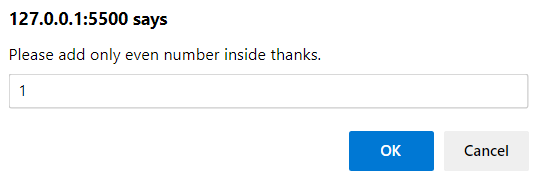 127.0.0.1:5500 says
Please add only even number inside thanks.
1
OK Cancel